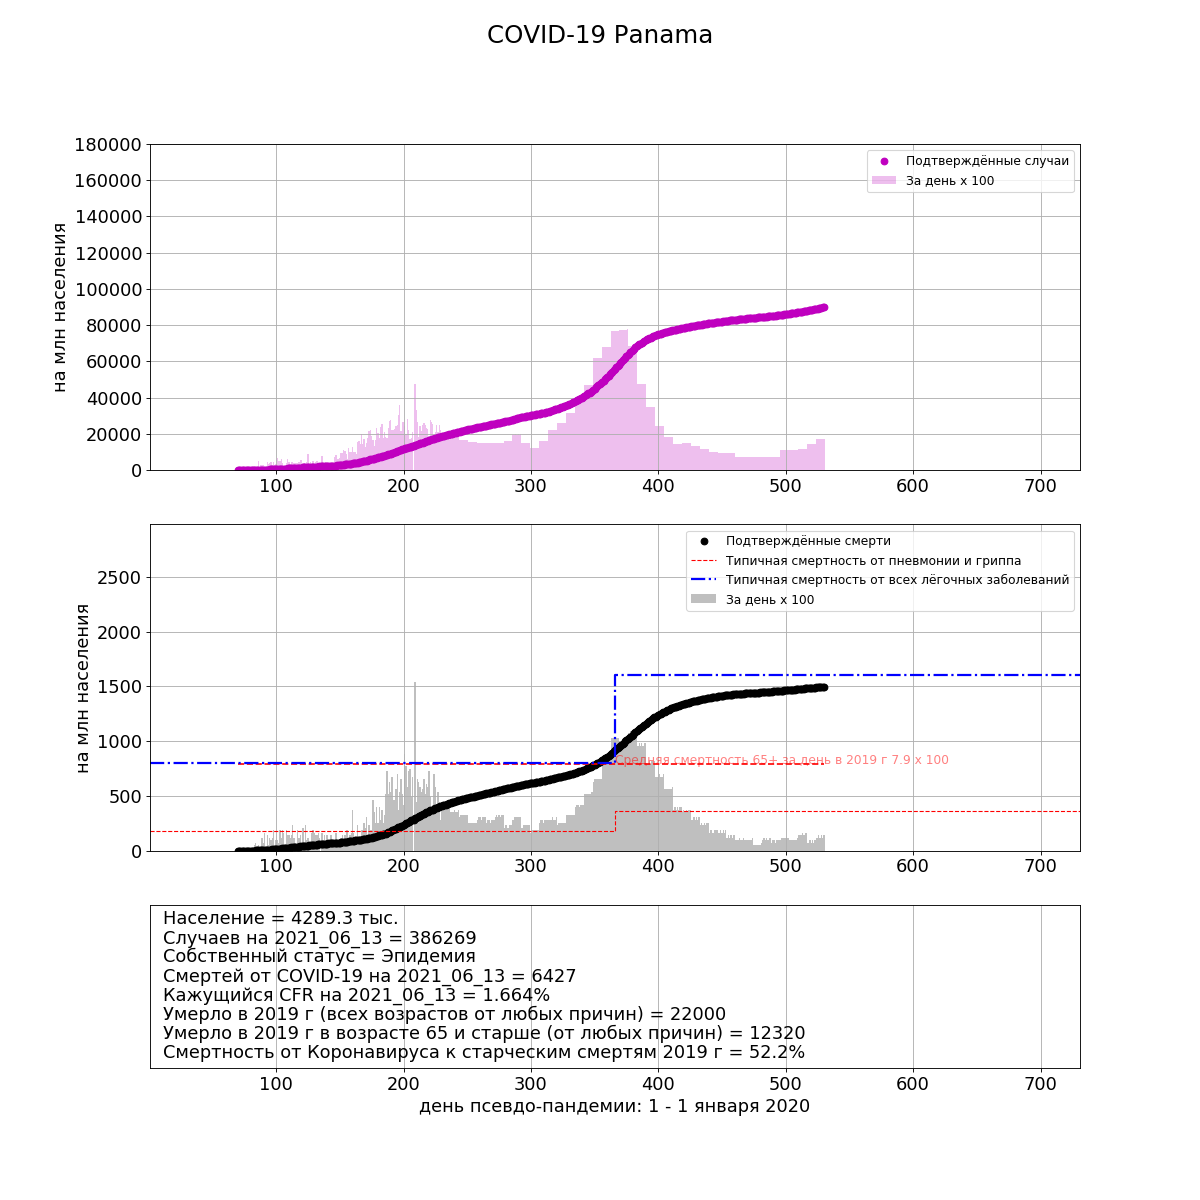 COVID-19 Panama
180000
160000
140000
120000
100000
80000
60000
40000
20000
0
на млн населения
Подтверждённые случаи
За день x 100
100 200 300 400 500 600 700
2500
2000
1500
1000
500
0
на млн населения
Подтверждённые смерти
Типичная смертность от пневмонии и гриппа
Типичная смертность от всех лёгочных заболеваний
За день x 100
Средняя смертность 65+ за день в 2019 г 7.9 x 100
100 200 300 400 500 600 700
Население = 4289.3 тыс.
Случаев на 2021_06_13 = 386269
Собственный статус = Эпидемия
Смертей от COVID-19 на 2021_06_13 = 6427
Кажущийся CFR на 2021_06_13 = 1.664%
Умерло в 2019 г (всех возрастов от любых причин) = 22000
Умерло в 2019 г в возрасте 65 и старше (от любых причин) = 12320
Смертность от Коронавируса к старческим смертям 2019 г = 52.2%
100 200 300 400 500 600 700
день псевдо-пандемии: 1 - 1 января 2020